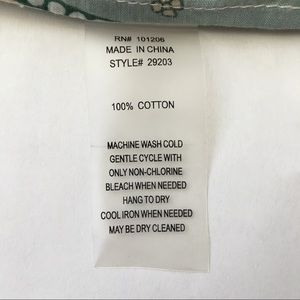 RN# 101206
MADE IN CHINA
STYLE# 29203
100% COTTON
MACHINE WASH COLD
GENTLE CYCLE WITH
ONLY NON-CHLORINE
BLEACH WHEN NEEDED
HANG TO DRY
COOL IRON WHEN NEEDED
MAY BE DRY CLEANED